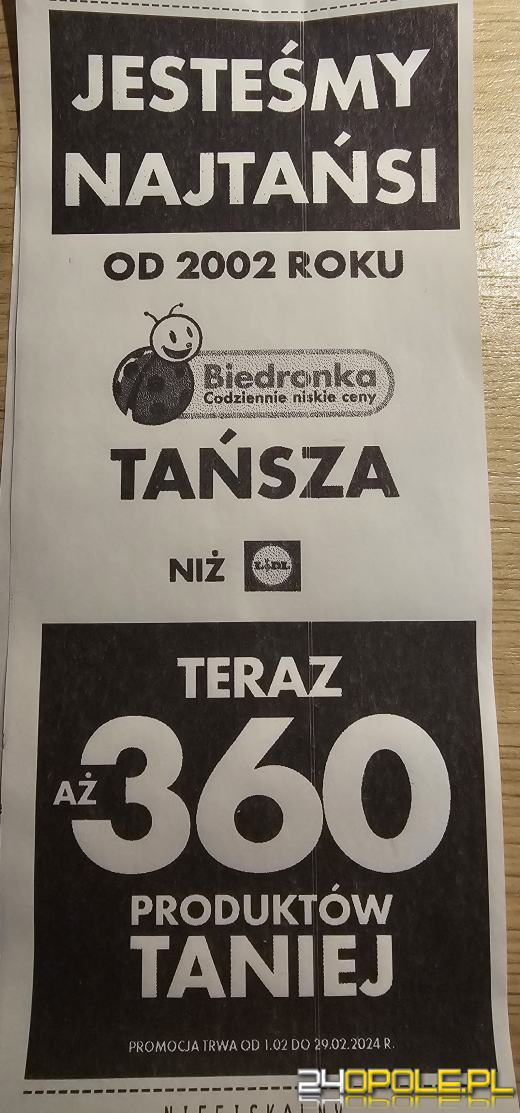 JESTEŚMY
NAJTAŃSI
OD 2002 ROKU
Biedronka
Codziennie niskie ceny
TAŃSZA
NIŻ LIDL
TERAZ
AŻ 360
PRODUKTÓW
TANIEJ
PROMOCJA TRWA OD 1.02 DO 29.02.2024 R.
24OPOLE.PL